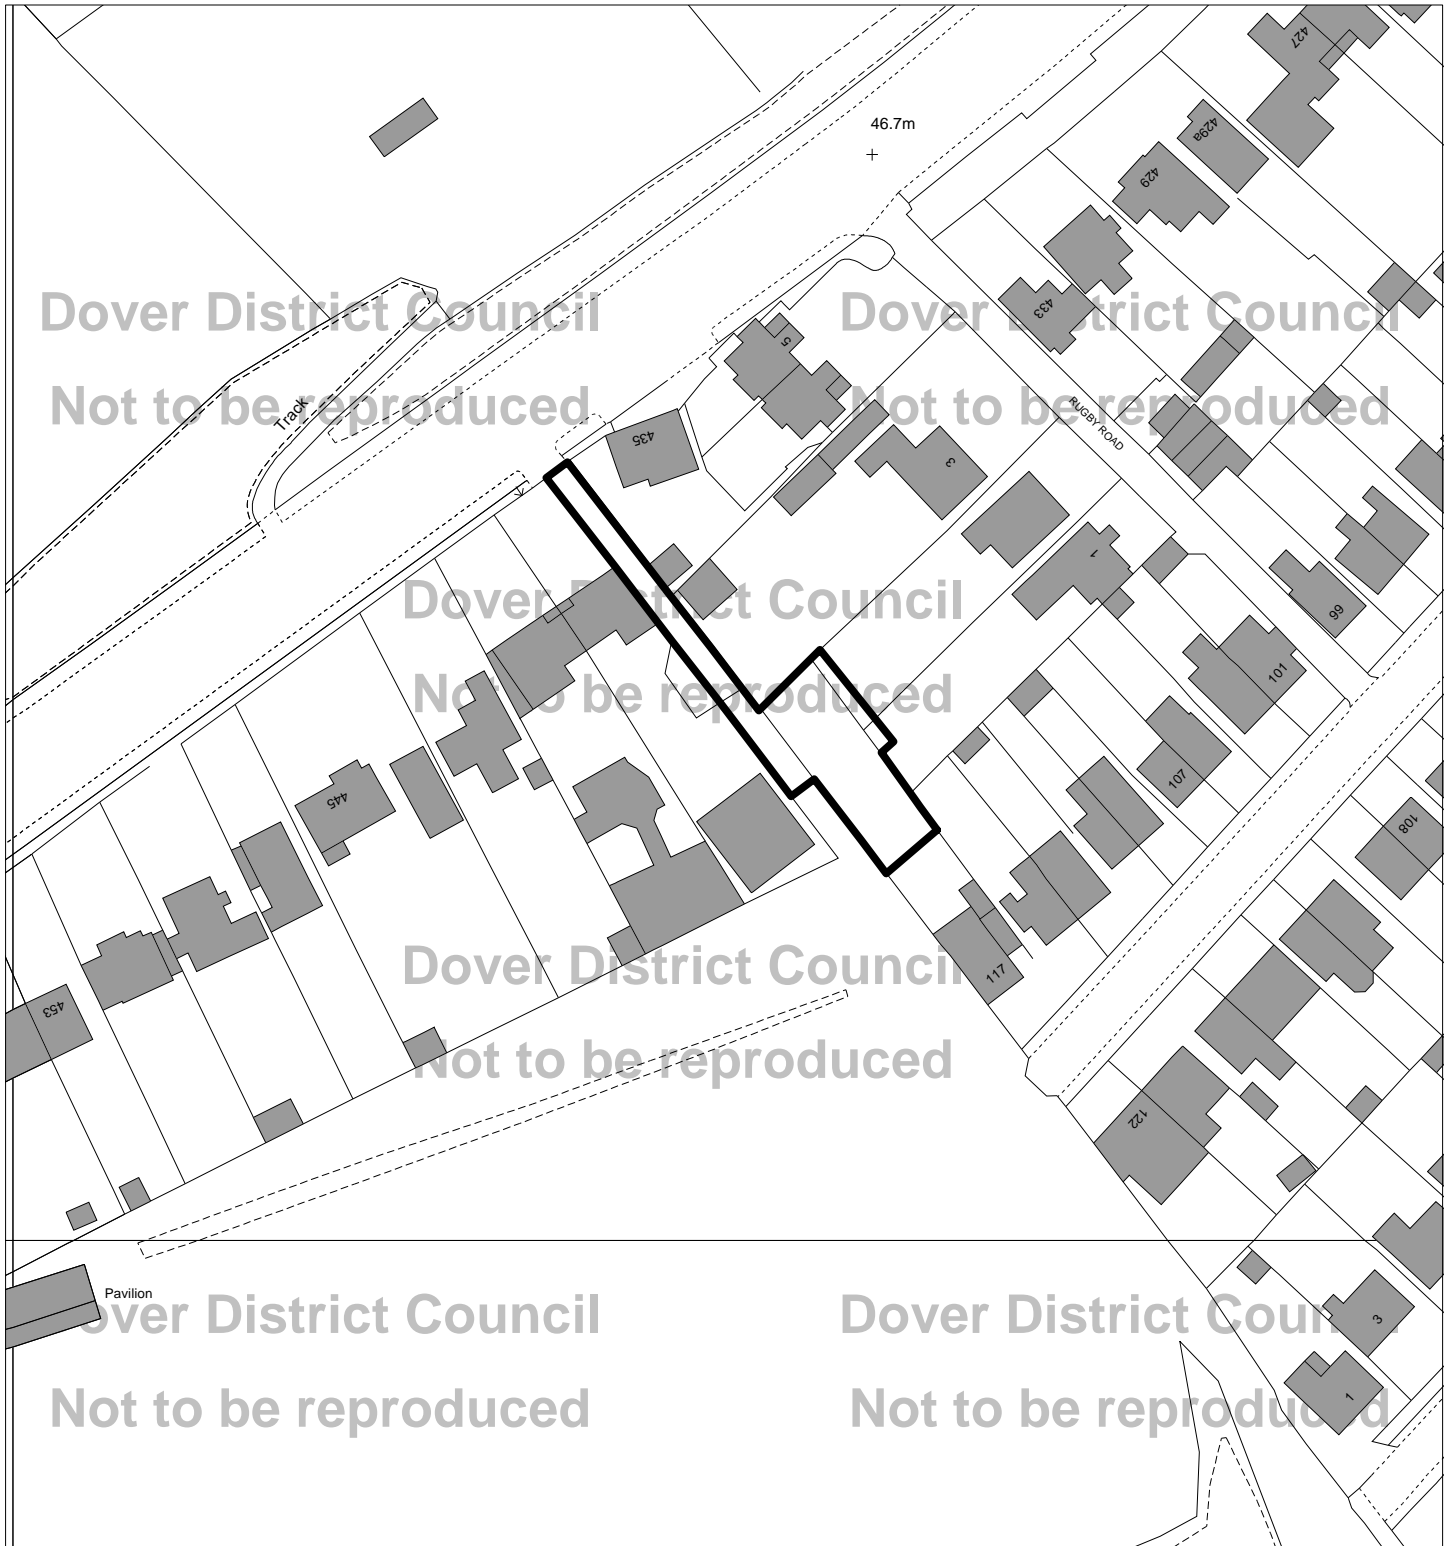 427
46.7m
429a
429
Dover District Council
Dover District Council
433
5
Not to be reproduced
Not to be reproduced
Track
RUGBY ROAD
435
3
1
Dover District Council
99
101
Not to be reproduced
107
445
108
Dover District Council
117
453
Not to be reproduced
122
Pavilion
Dover District Council
Dover District Council
3
1
Not to be reproduced
Not to be reproduced